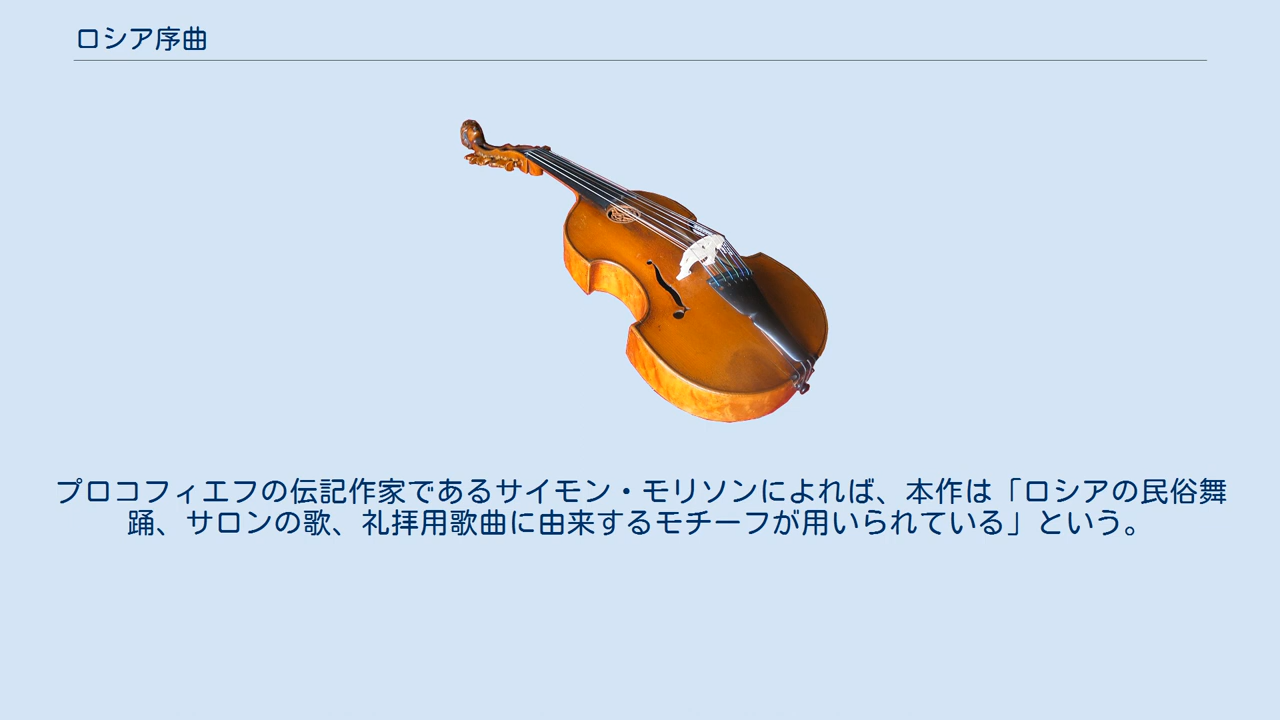 ロシア序曲
プロコフィエフの伝記作家であるサイモン・モリソンによれば、本作は「ロシアの民俗舞
踊、サロンの歌、礼拝用歌曲に由来するモチーフが用いられている」という。